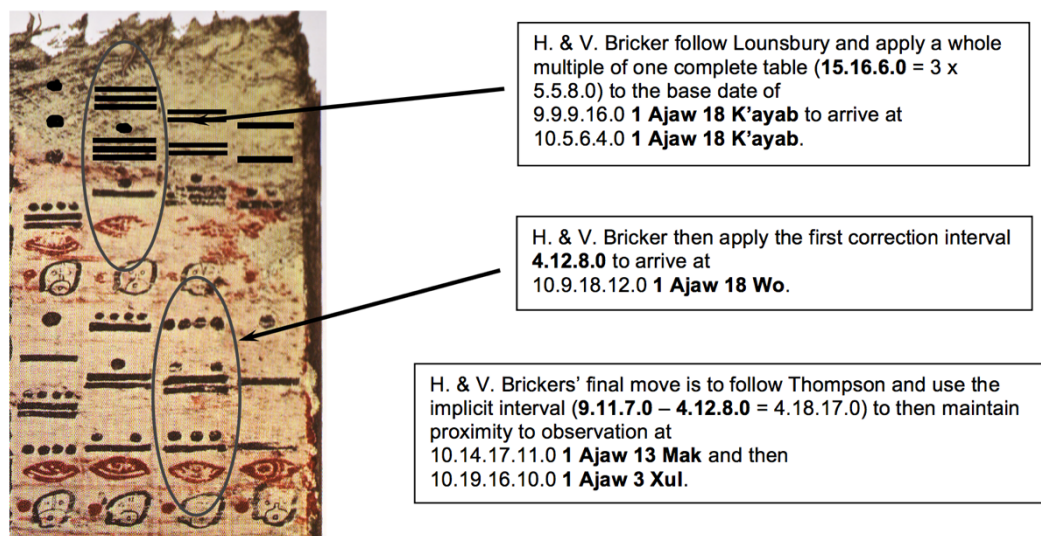 H. & V. Bricker follow Lounsbury and apply a whole
multiple of one complete table (15.16.6.0 = 3 x
5.5.8.0) to the base date of
9.9.9.16.0 1 Ajaw 18 K'ayab to arrive at
10.5.6.4.0 1 Ajaw 18 K'ayab.
H. & V. Bricker then apply the first correction interval
4.12.8.0 to arrive at
10.9.18.12.0 1 Ajaw 18 Wo.
H. & V. Brickers' final move is to follow Thompson and use the
implicit interval (9.11.7.0 – 4.12.8.0 = 4.18.17.0) to then maintain
proximity to observation at
10.14.17.11.0 1 Ajaw 13 Mak and then
10.19.16.10.0 1 Ajaw 3 Xul.